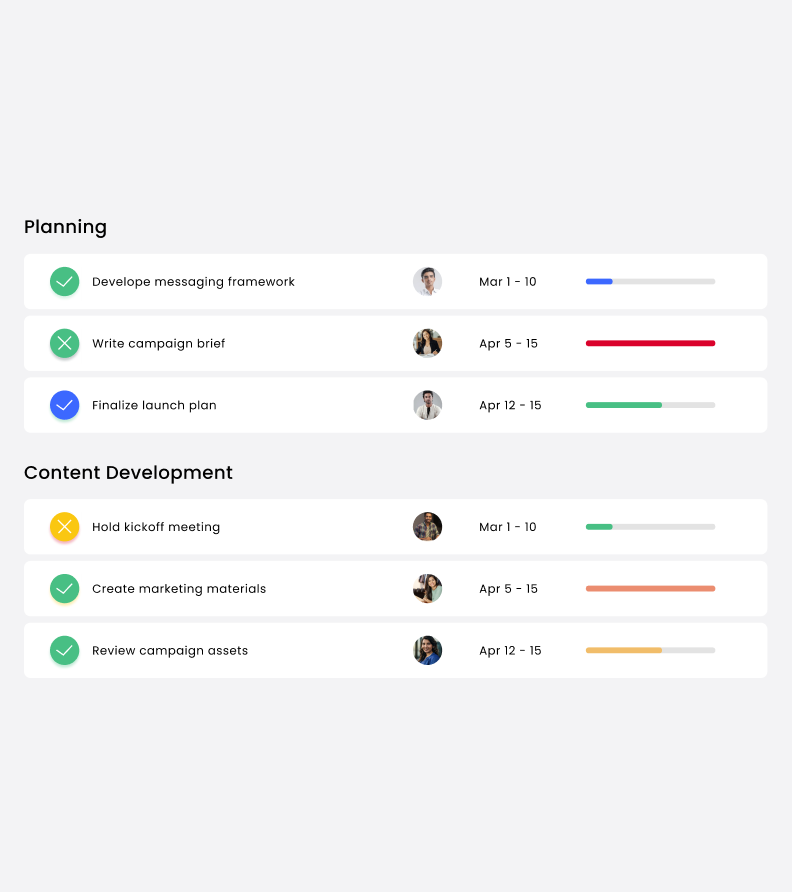 Planning
Develope messaging framework Mar 1 - 10
Write campaign brief Apr 5 - 15
Finalize launch plan Apr 12 - 15
Content Development
Hold kickoff meeting Mar 1 - 10
Create marketing materials Apr 5 - 15
Review campaign assets Apr 12 - 15